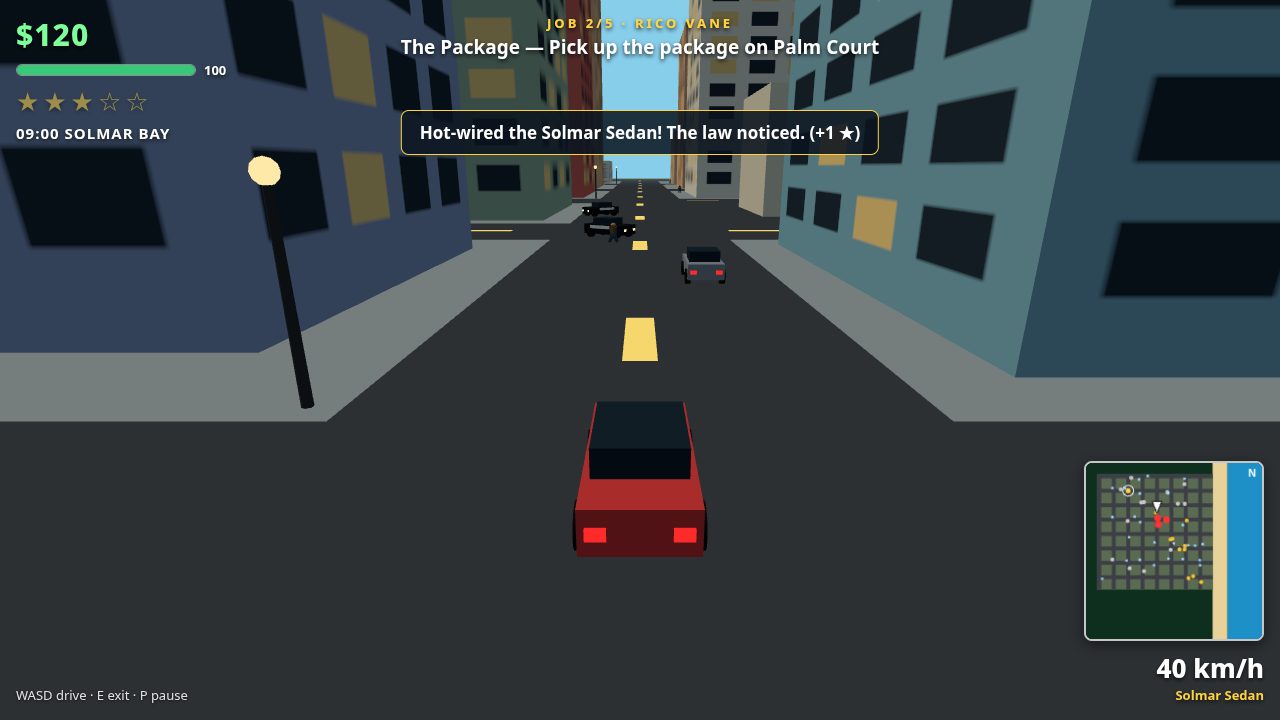 $120
100
★★★☆☆
09:00 SOLMAR BAY
JOB 2/5 · RICO VANE
The Package — Pick up the package on Palm Court
Hot-wired the Solmar Sedan! The law noticed. (+1 ★)
N
40 km/h
Solmar Sedan
WASD drive · E exit · P pause